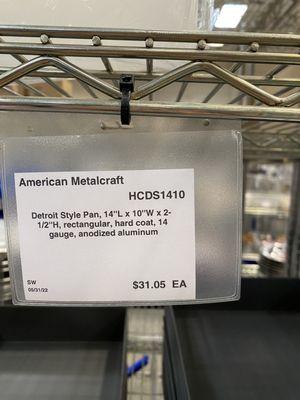 American Metalcraft
HCDS1410
Detroit Style Pan, 14"L x 10"W x 2-
1/2"H, rectangular, hard coat, 14
gauge, anodized aluminum
SW
05/31/22
$31.05 EA